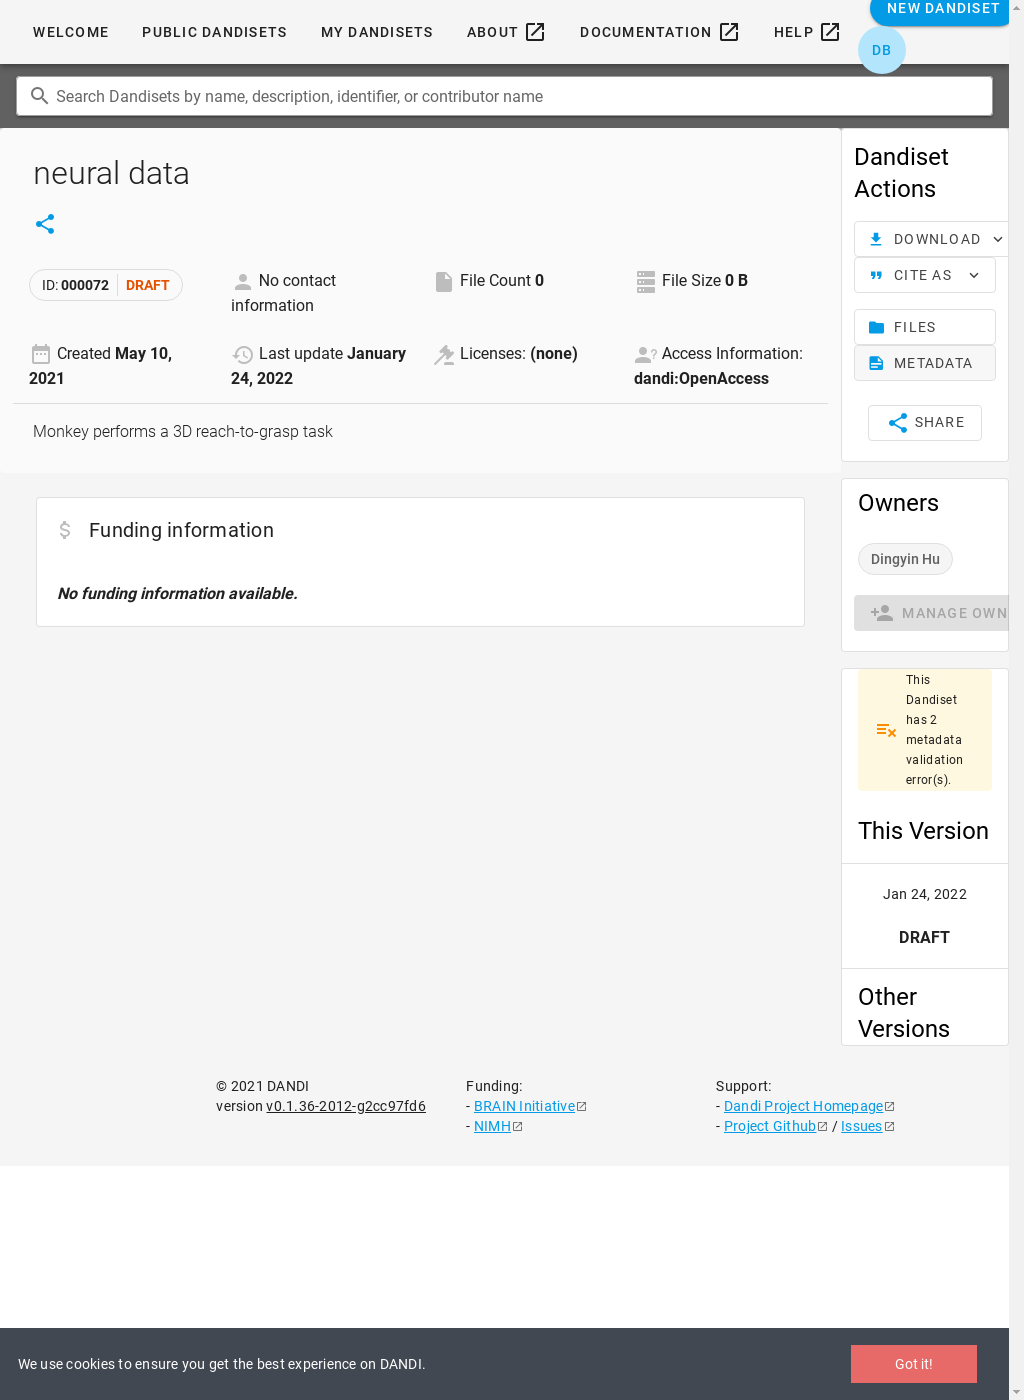 WELCOME PUBLIC DANDISETS MY DANDISETS ABOUT DOCUMENTATION HELP NEW DANDISET
DB
Search Dandisets by name, description, identifier, or contributor name
neural data
ID: 000072 DRAFT
No contact
information
File Count 0
File Size 0 B
Created May 10,
2021
Last update January
24, 2022
Licenses: (none)
Access Information:
dandi:OpenAccess
Monkey performs a 3D reach-to-grasp task
Funding information
No funding information available.
Dandiset
Actions
DOWNLOAD
CITE AS
FILES
METADATA
SHARE
Owners
Dingyin Hu
MANAGE OWN
This
Dandiset
has 2
metadata
validation
error(s).
This Version
Jan 24, 2022
DRAFT
Other
Versions
© 2021 DANDI
version v0.1.36-2012-g2cc97fd6
Funding:
- BRAIN Initiative
- NIMH
Support:
- Dandi Project Homepage
- Project Github / Issues
We use cookies to ensure you get the best experience on DANDI.
Got it!